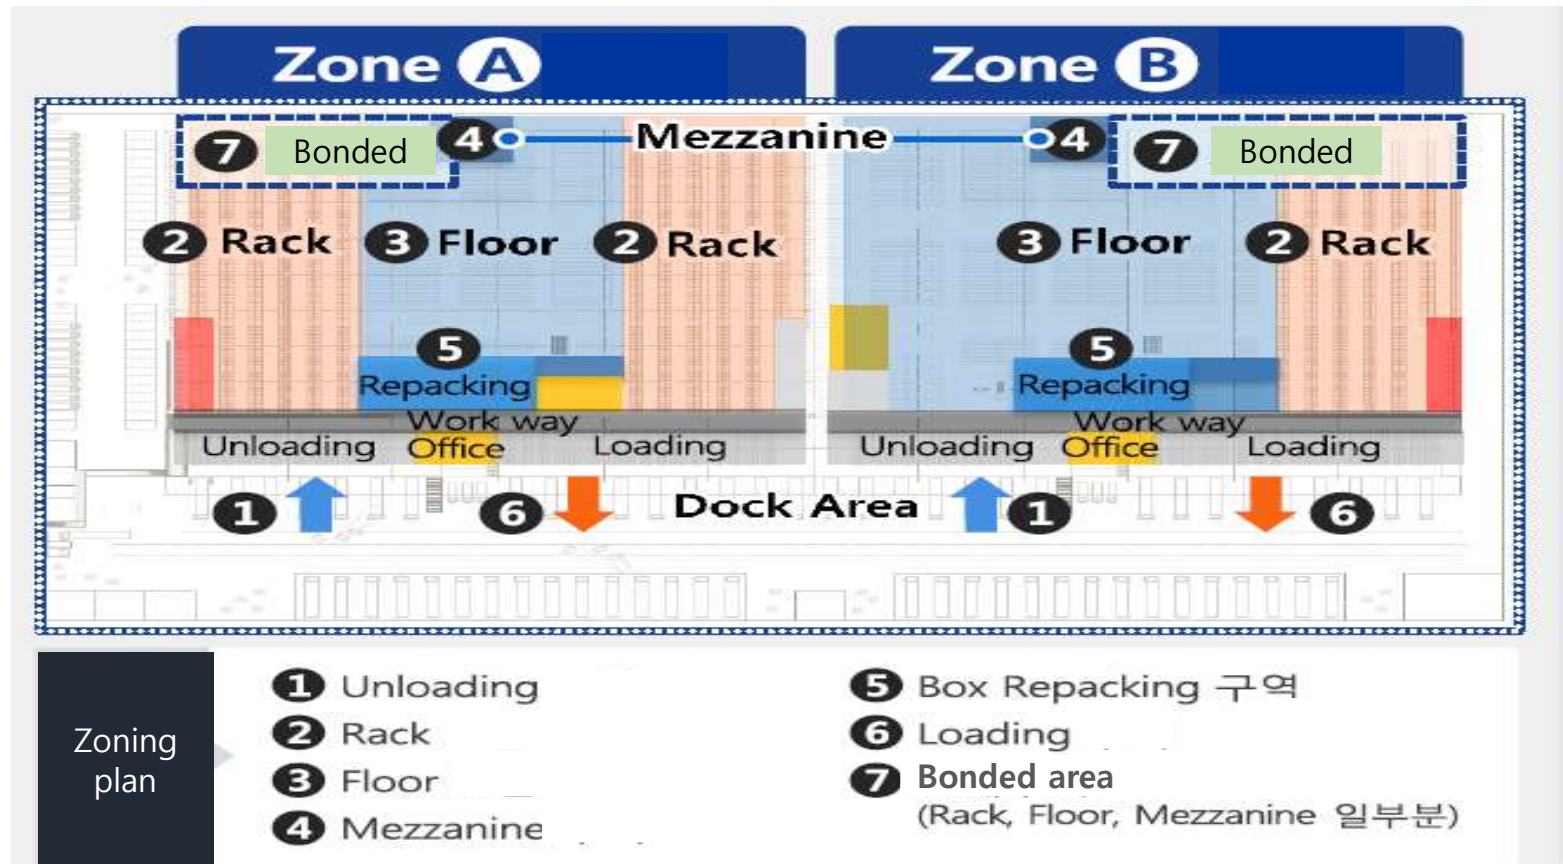 Zone A
Zone B
7 Bonded
4 Mezzanine 4
7 Bonded
2 Rack
3 Floor
2 Rack
3 Floor
2 Rack
5
Repacking
5
Repacking
Work way
Work way
Unloading
Office
Loading
Unloading
Office
Loading
1
6
Dock Area
1
6
Zoning
plan
1 Unloading
2 Rack
3 Floor
4 Mezzanine
5 Box Repacking 구역
6 Loading
7 Bonded area
(Rack, Floor, Mezzanine 일부분)